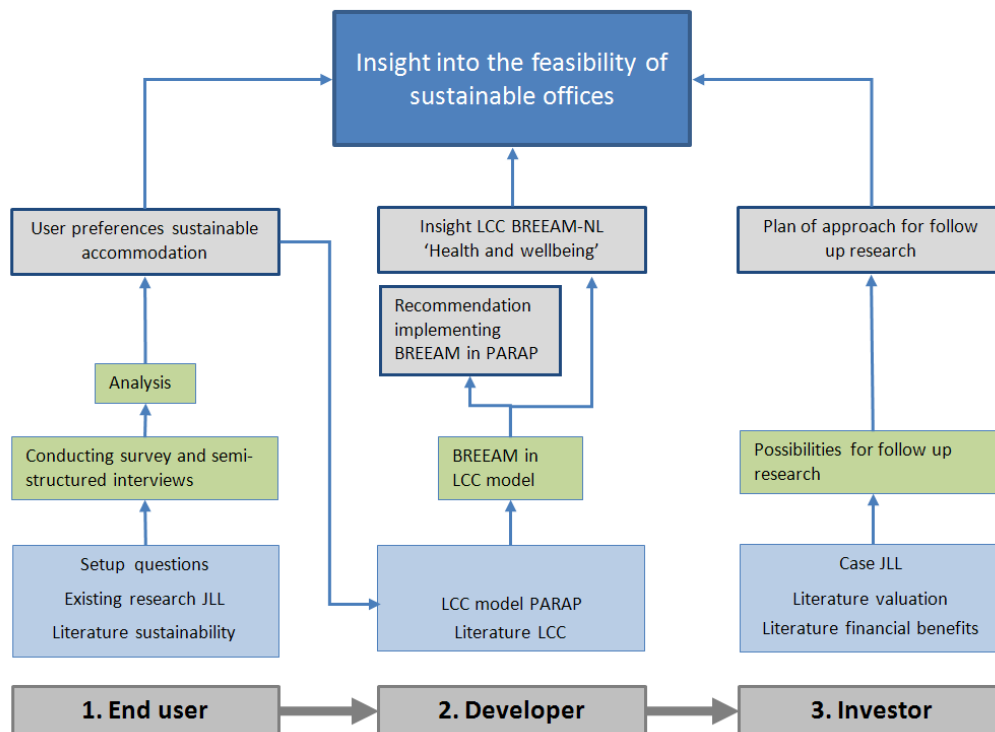 Insight into the feasibility of
sustainable offices
User preferences sustainable
accommodation
Insight LCC BREEAM-NL
‘Health and wellbeing’
Plan of approach for follow
up research
Recommendation
implementing
BREEAM in PARAP
Analysis
Conducting survey and semi-
structured interviews
BREEAM in
LCC model
Possibilities for follow up
research
Setup questions
Existing research JLL
Literature sustainability
LCC model PARAP
Literature LCC
Case JLL
Literature valuation
Literature financial benefits
1. End user
2. Developer
3. Investor